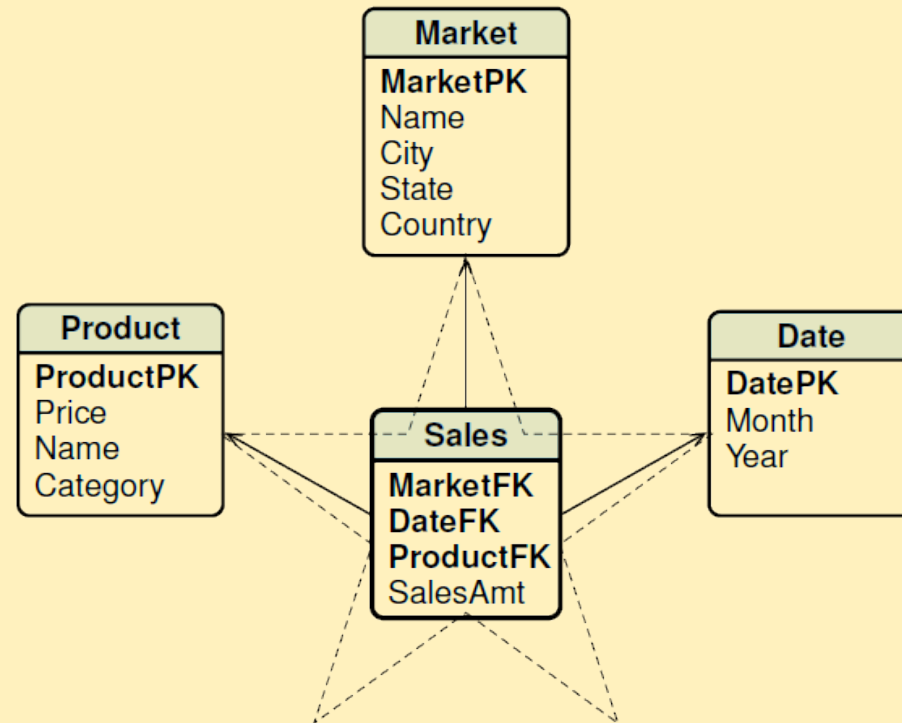 Market
MarketPK
Name
City
State
Country
Product
ProductPK
Price
Name
Category
Sales
MarketFK
DateFK
ProductFK
SalesAmt
Date
DatePK
Month
Year